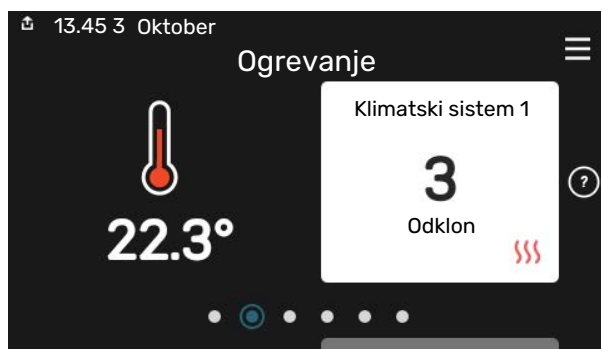 13.45 3 Oktober
Ogrevanje
Klimatski sistem 1
3
Odklon
22.3°
?